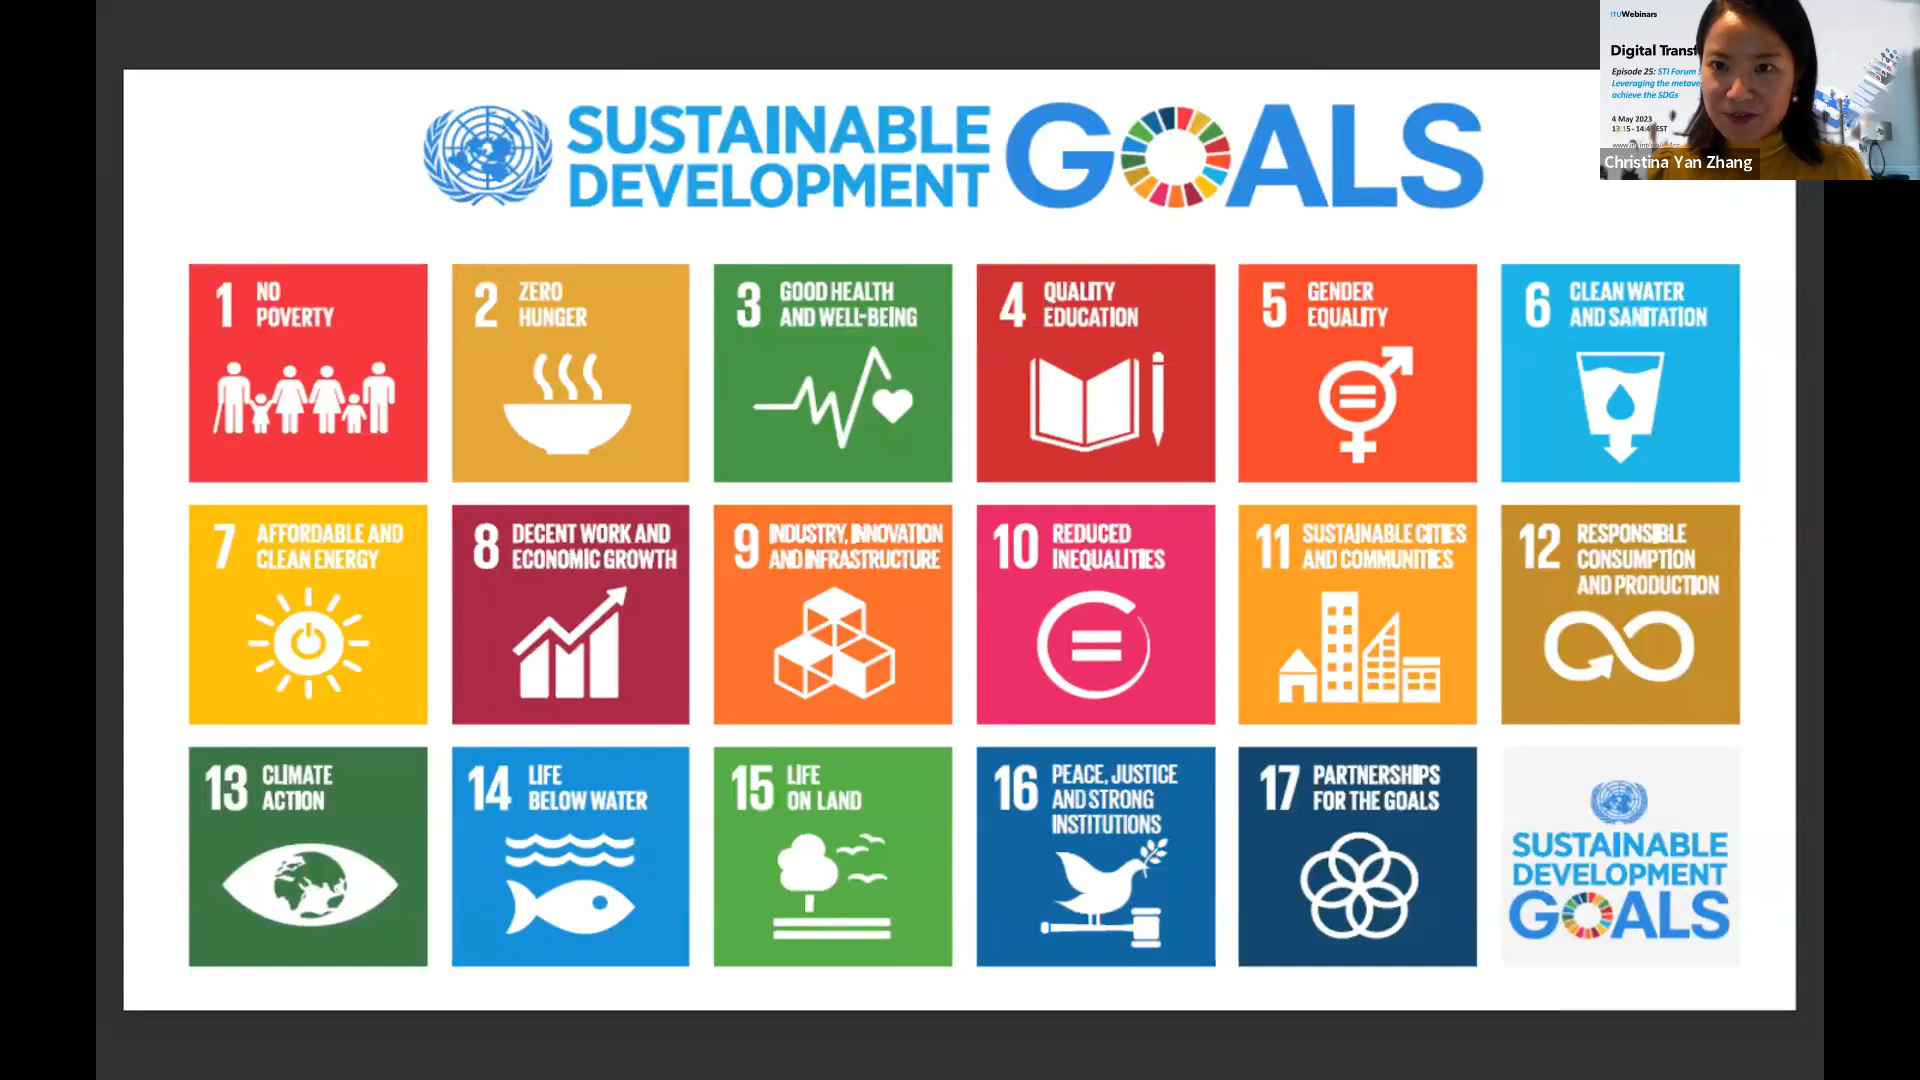 SUSTAINABLE
DEVELOPMENT
GOALS
1 NO
POVERTY
2 ZERO
HUNGER
3 GOOD HEALTH
AND WELL-BEING
4 QUALITY
EDUCATION
5 GENDER
EQUALITY
6 CLEAN WATER
AND SANITATION
7 AFFORDABLE AND
CLEAN ENERGY
8 DECENT WORK AND
ECONOMIC GROWTH
9 INDUSTRY, INNOVATION
AND INFRASTRUCTURE
10 REDUCED
INEQUALITIES
11 SUSTAINABLE CITIES
AND COMMUNITIES
12 RESPONSIBLE
CONSUMPTION
AND PRODUCTION
13 CLIMATE
ACTION
14 LIFE
BELOW WATER
15 LIFE
ON LAND
16 PEACE, JUSTICE
AND STRONG
INSTITUTIONS
17 PARTNERSHIPS
FOR THE GOALS
SUSTAINABLE
DEVELOPMENT
GOALS
ITUWebinars
Digital
Episode 25: STI Forum
Leveraging the
achieve the SDGs
4 May 2023
Christina Yan Zhang